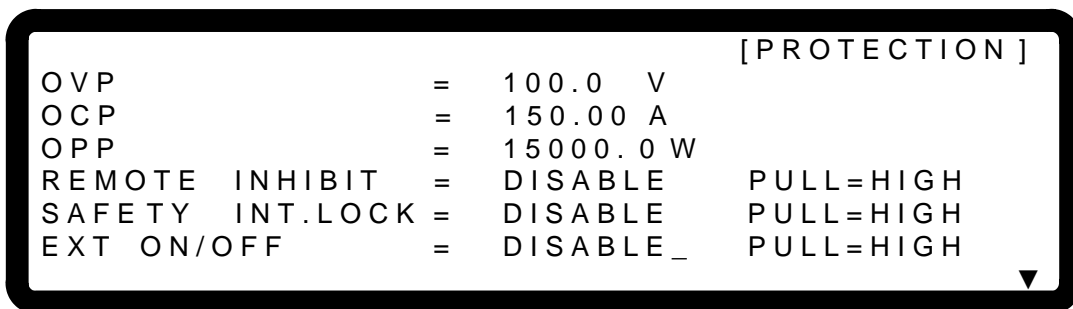 [PROTECTION]
OVP = 100.0 V
OCP = 150.00 A
OPP = 15000.0 W
REMOTE INHIBIT = DISABLE PULL=HIGH
SAFETY INT.LOCK = DISABLE PULL=HIGH
EXT ON/OFF = DISABLE_ PULL=HIGH
▼